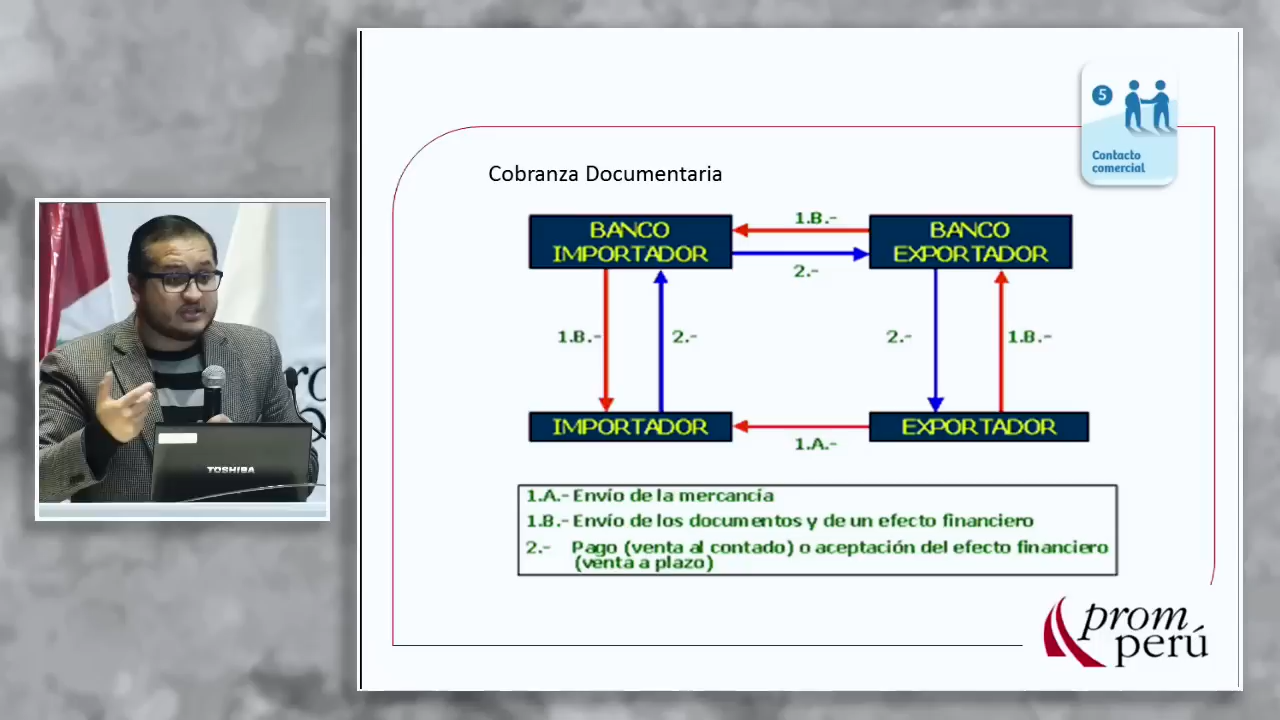 5
Contacto
comercial
Cobranza Documentaria
BANCO
IMPORTADOR
1.B.-
2.-
BANCO
EXPORTADOR
1.B.-
2.-
2.-
1.B.-
IMPORTADOR
1.A.-
EXPORTADOR
1.A.- Envío de la mercancía
1.B.- Envío de los documentos y de un efecto financiero
2.- Pago (venta al contado) o aceptación del efecto financiero
(venta a plazo)
TOSHIBA
prom
perú